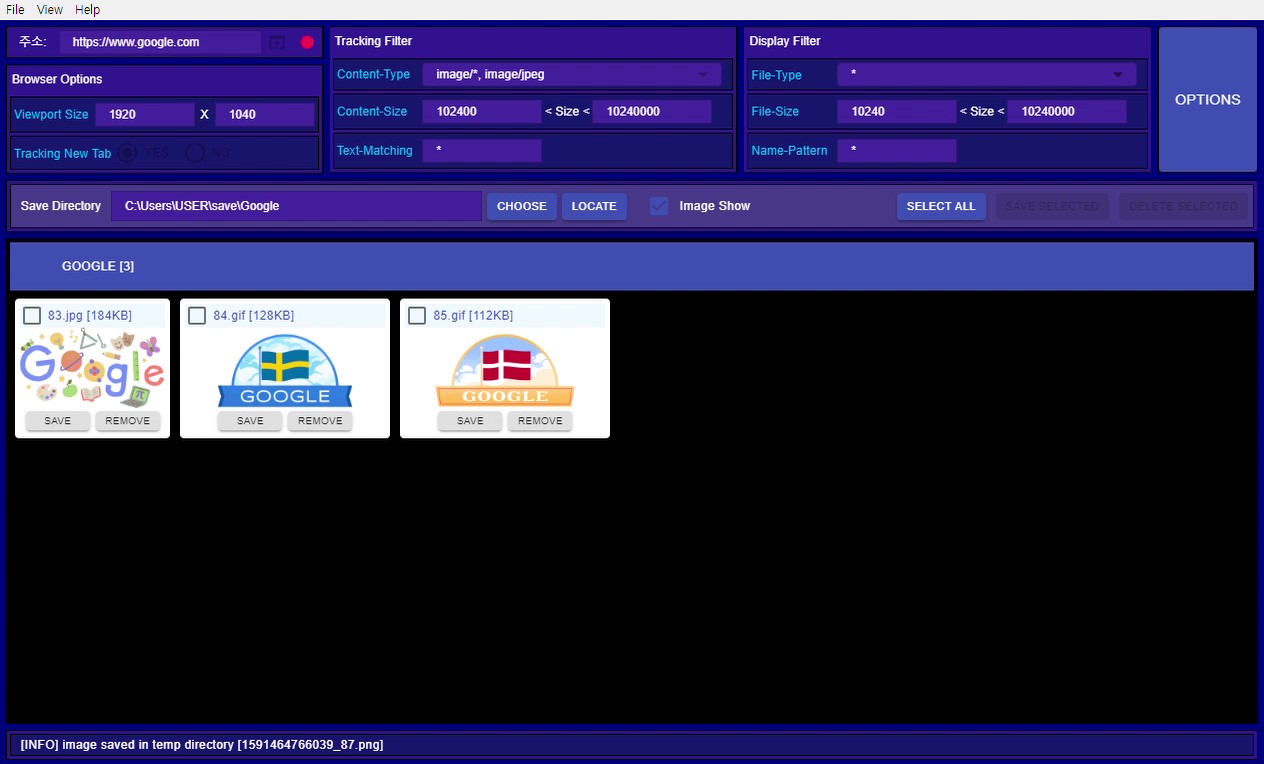 File View Help
주소: https://www.google.com
Browser Options
Viewport Size 1920 X 1040
Tracking New Tab YES NO
Tracking Filter
Content-Type image/*, image/jpeg
Content-Size 102400 < Size < 10240000
Text-Matching *
Display Filter
File-Type *
File-Size 10240 < Size < 10240000
Name-Pattern *
OPTIONS
Save Directory C:\Users\USER\save\Google CHOOSE LOCATE Image Show SELECT ALL SAVE SELECTED DELETE SELECTED
GOOGLE [3]
83.jpg [184KB]
Google
π
SAVE REMOVE
84.gif [128KB]
GOOGLE
SAVE REMOVE
85.gif [112KB]
GOOGLE
SAVE REMOVE
[INFO] image saved in temp directory [1591464766039_87.png]